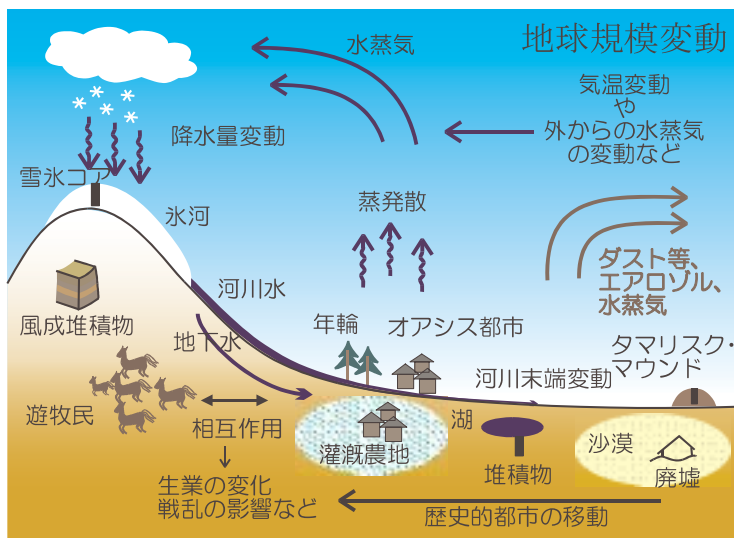 地球規模変動
水蒸気
気温変動
や
外からの水蒸気
の変動など
降水量変動
雪氷コア
氷河
蒸発散
ダスト等、
エアロゾル、
水蒸気
河川水
風成堆積物
地下水
年輪
オアシス都市
タマリスク・
マウンド
河川末端変動
遊牧民
相互作用
湖
灌漑農地
堆積物
沙漠
廃墟
生業の変化
戦乱の影響など
歴史的都市の移動